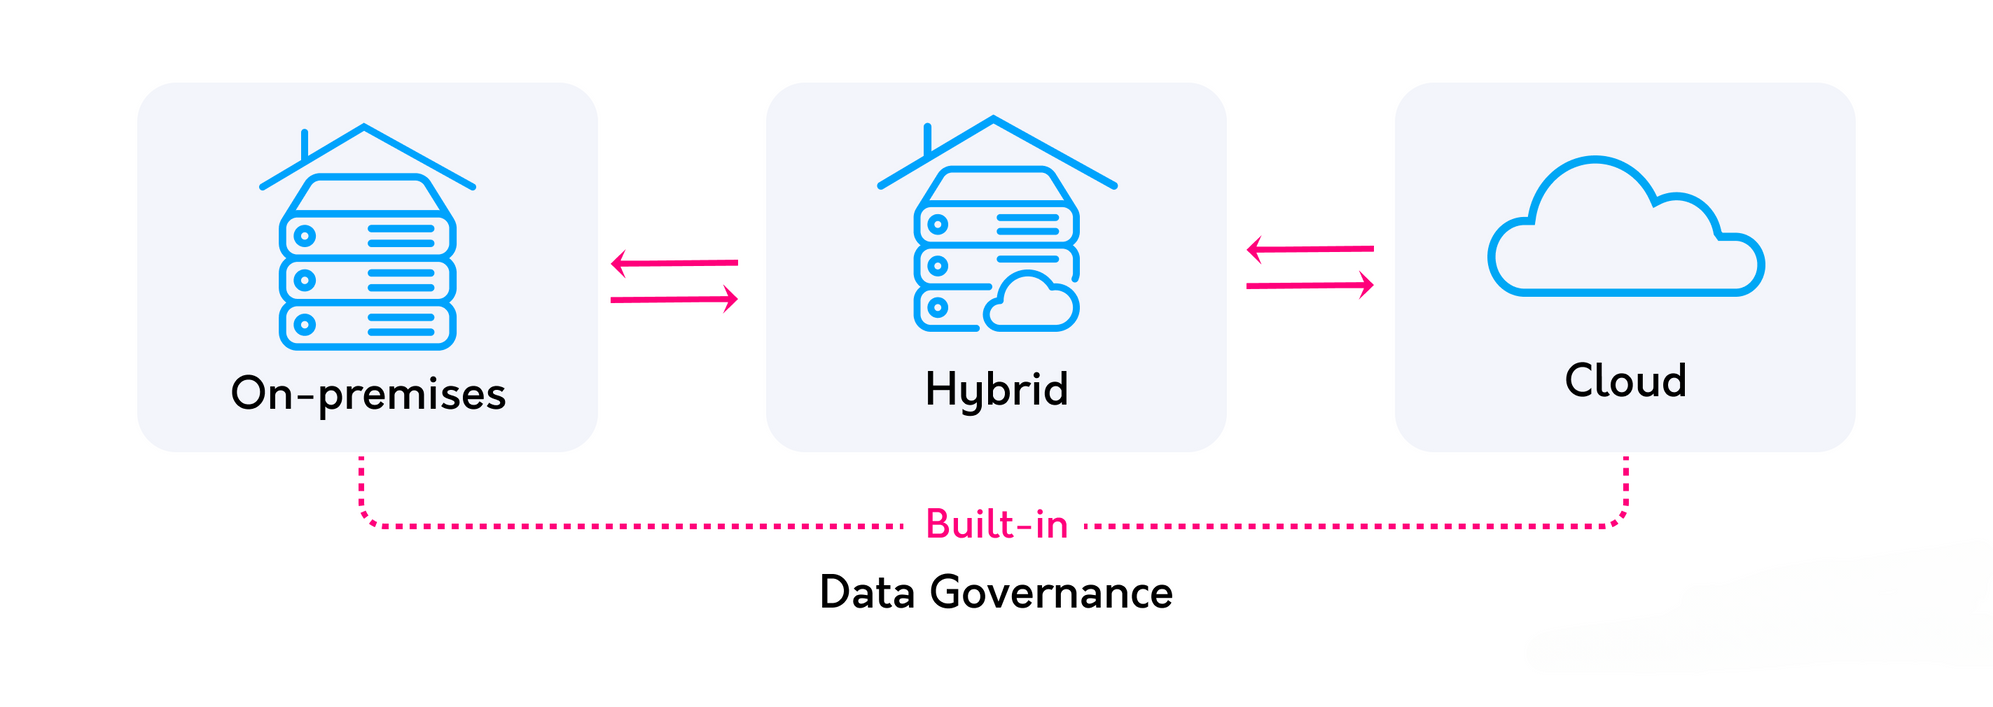 On-premises
Hybrid
Cloud
Built-in
Data Governance